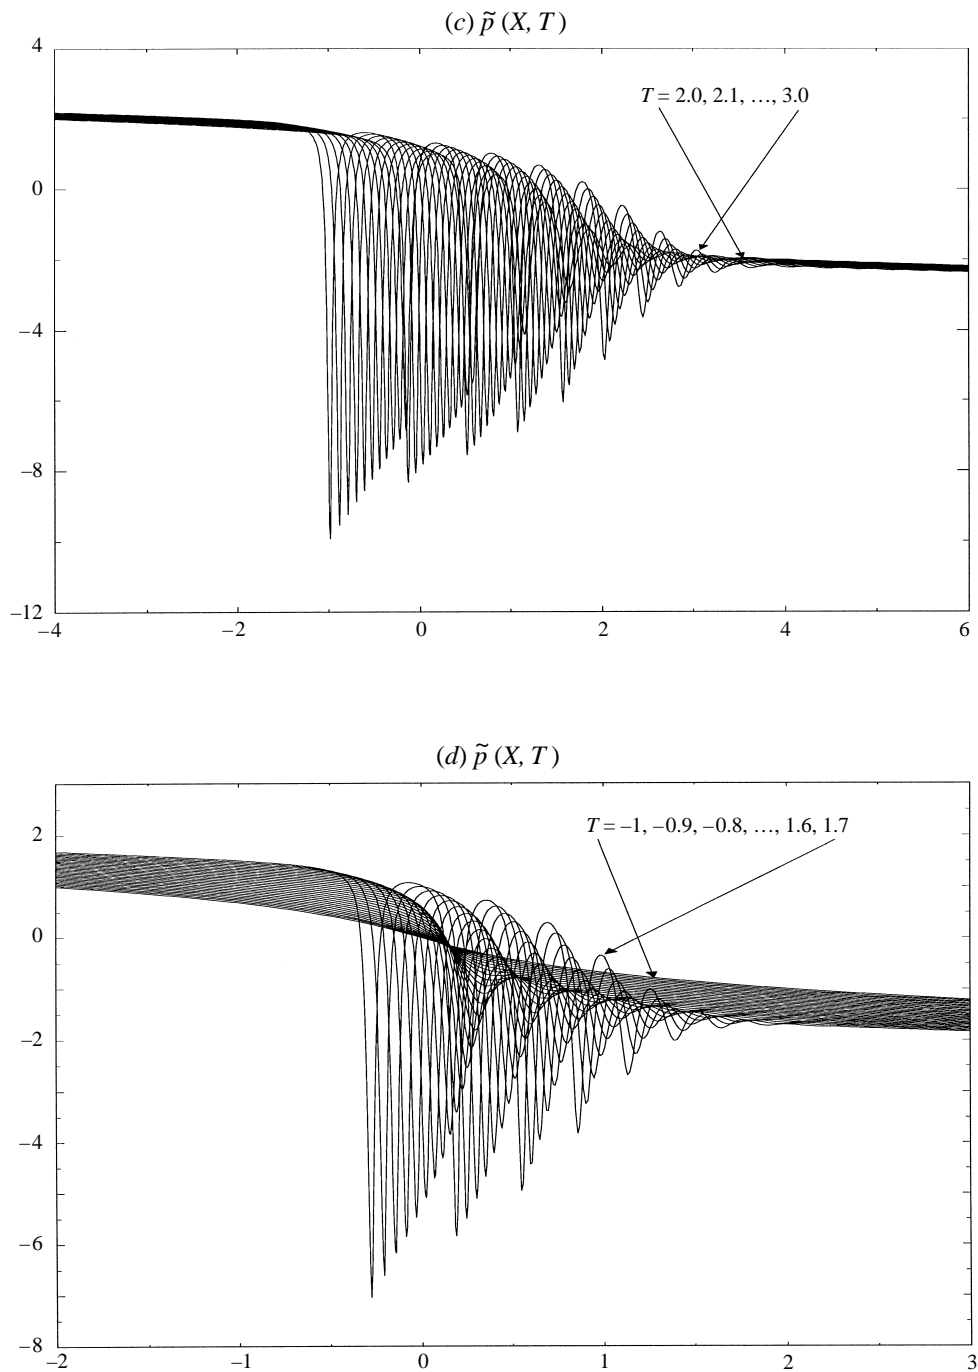 (c) p̃ (X, T)
4
T = 2.0, 2.1, …, 3.0
0
−4
−8
−12
−4 −2 0 2 4 6
(d) p̃ (X, T)
T = −1, −0.9, −0.8, …, 1.6, 1.7
2
0
−2
−4
−6
−8
−2 −1 0 1 2 3